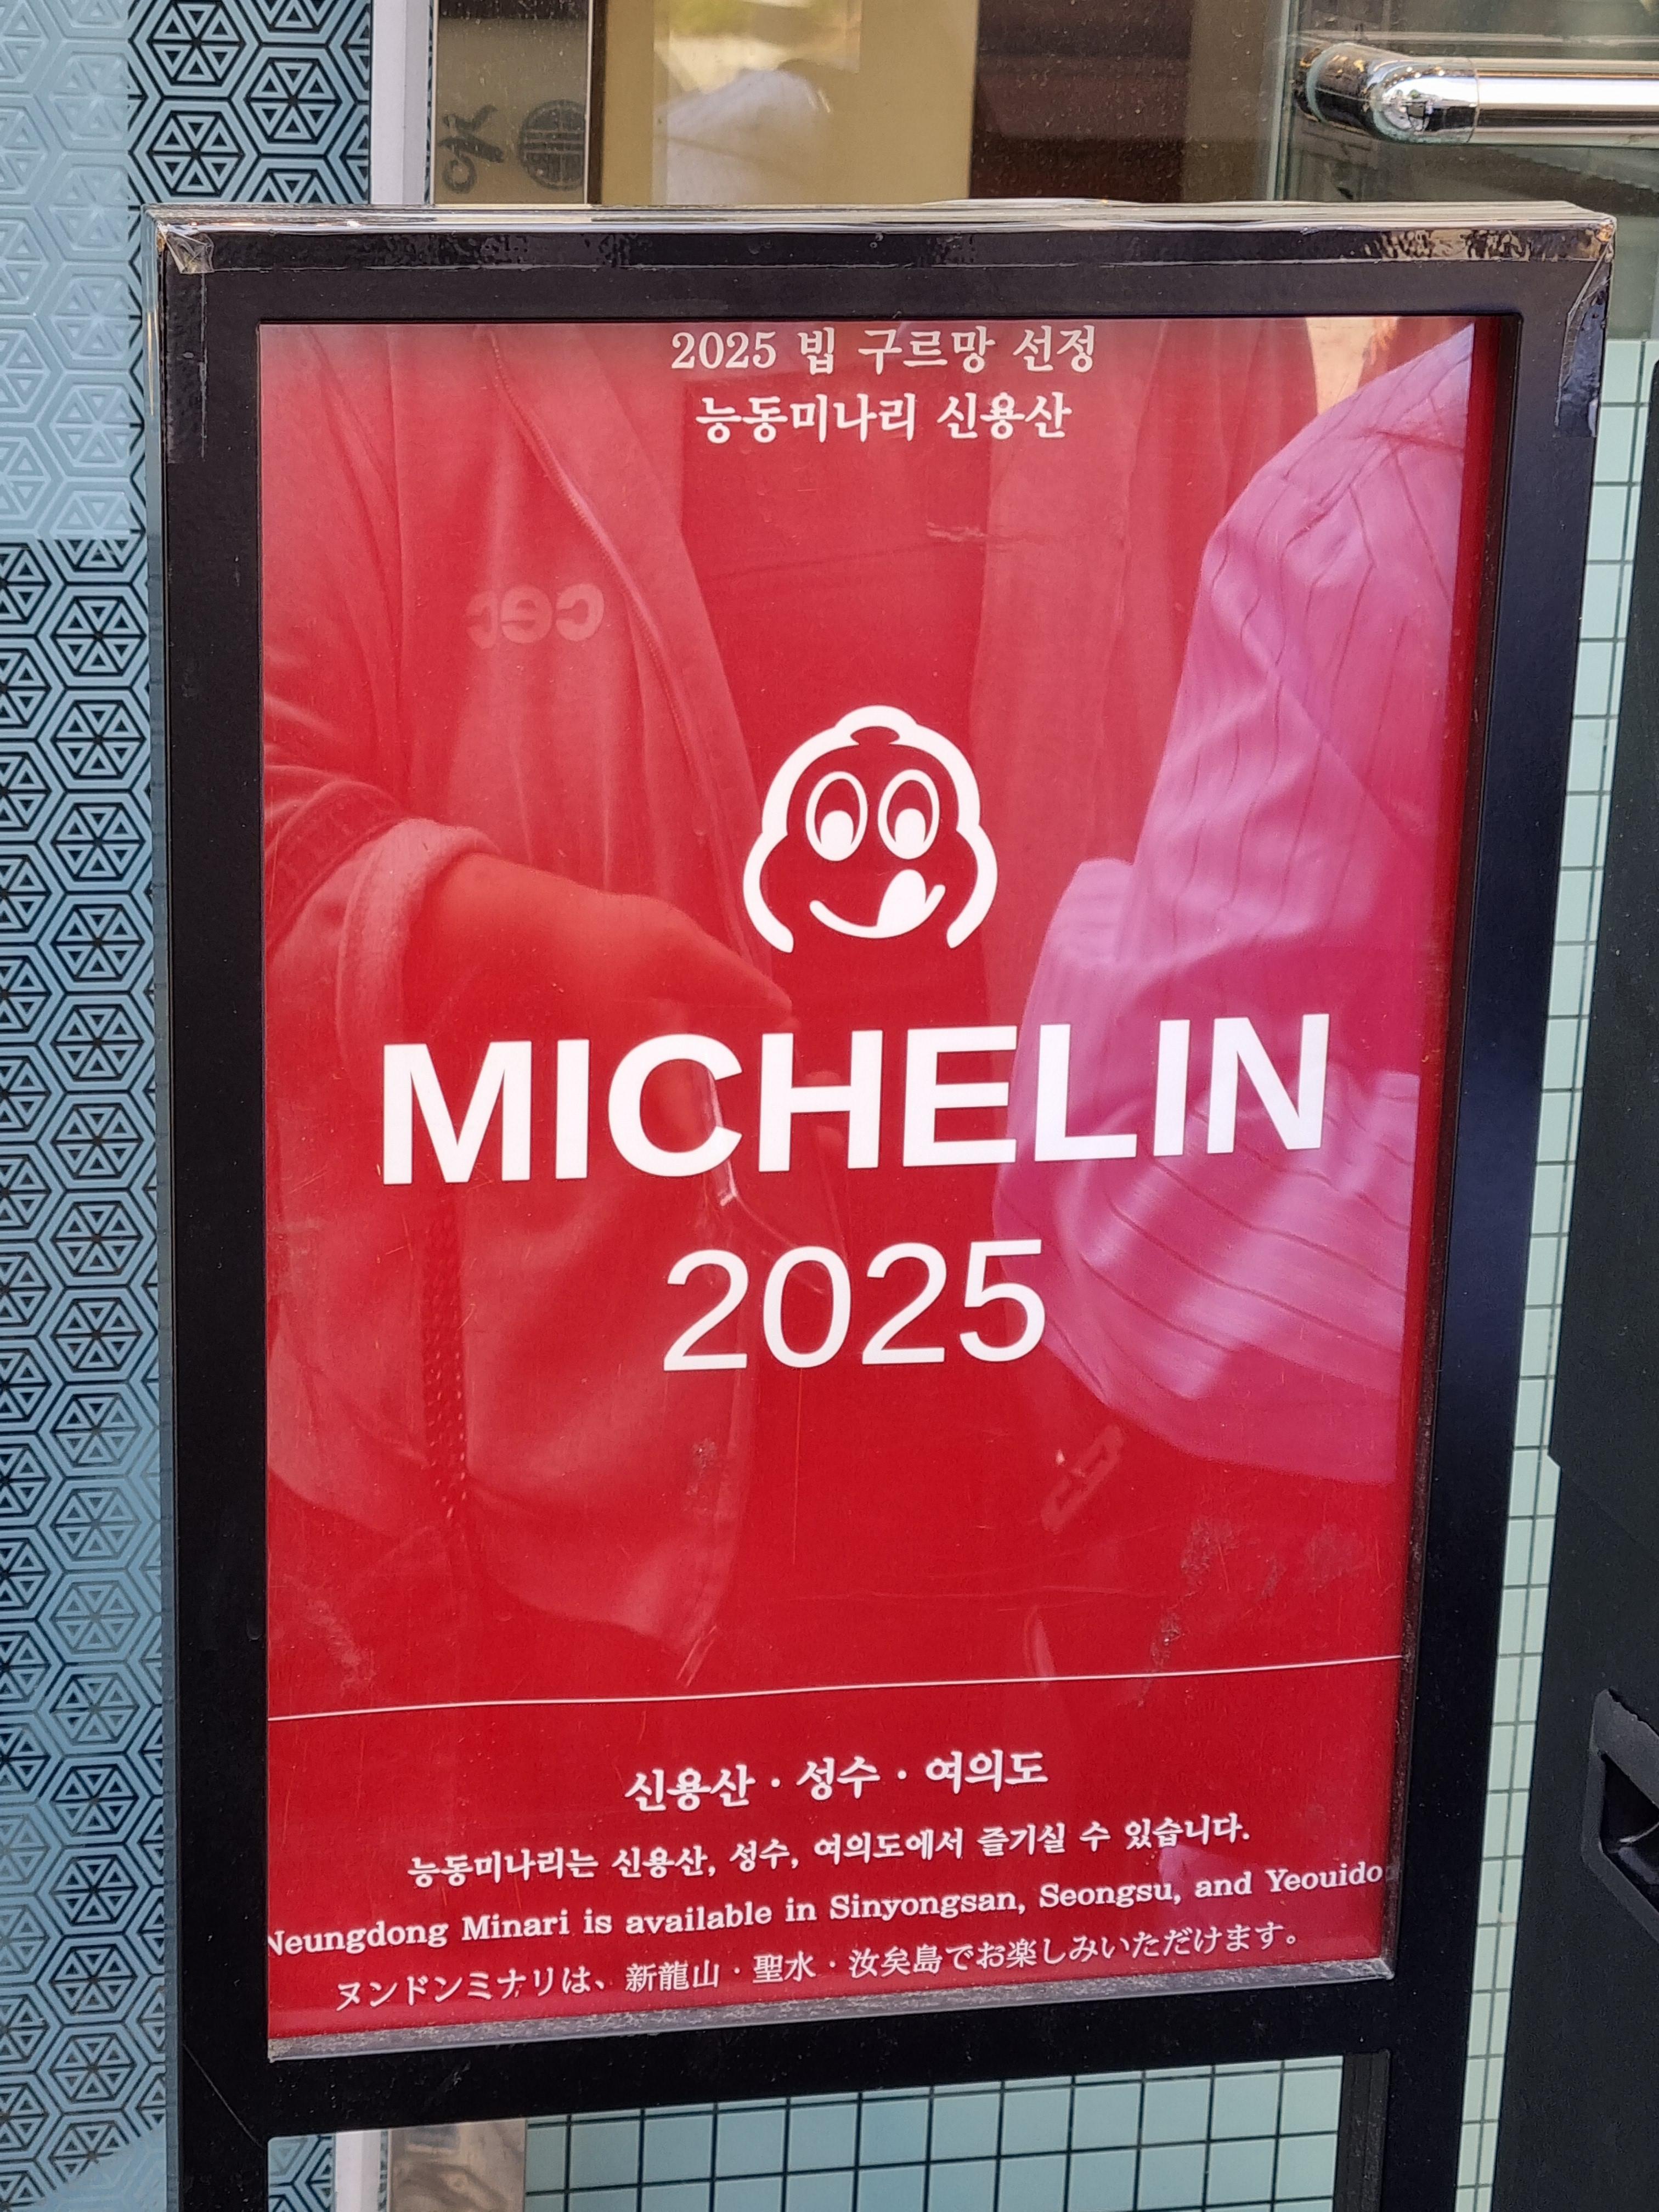 2025 빕 구르망 선정
능동미나리 신용산
MICHELIN
2025
신용산 · 성수 · 여의도
능동미나리는 신용산, 성수, 여의도에서 즐기실 수 있습니다.
Neungdong Minari is available in Sinyongsan, Seongsu, and Yeouido
ヌンドンミナリは、新龍山・聖水・汝矣島でお楽しみいただけます。